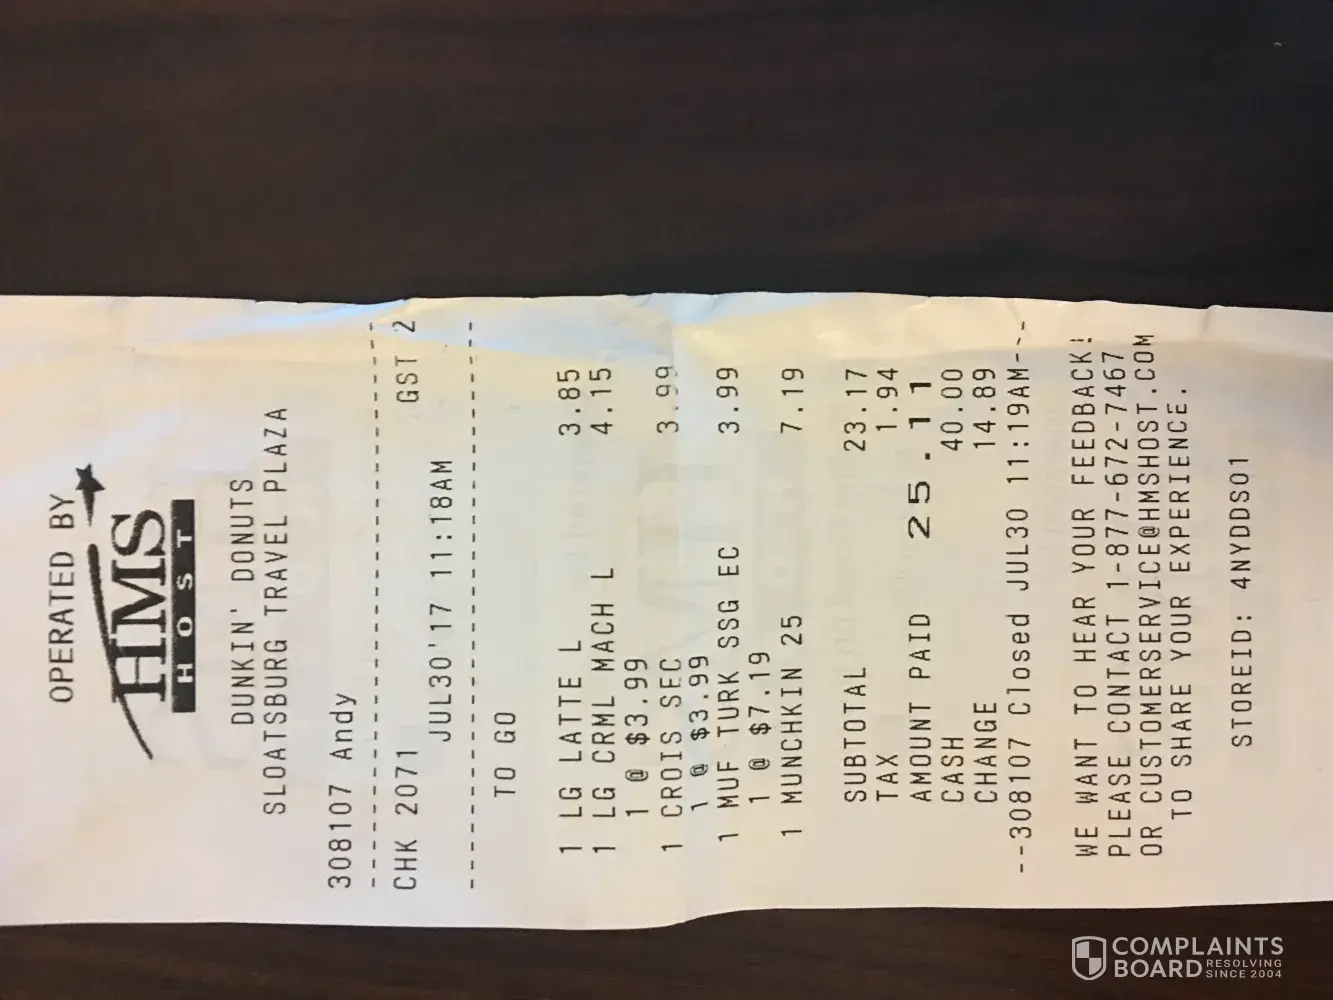 OPERATED BY
HMS
HOST
DUNKIN' DONUTS
SLOATSBURG TRAVEL PLAZA
308107 Andy
CHK 2071 GST 2
JUL30'17 11:18AM
TO GO
1 LG LATTE L 3.85
1 LG CRML MACH L 4.15
1 @ $3.99
1 CROIS SEC 3.99
1 @ $3.99
1 MUF TURK SSG EC 3.99
1 @ $7.19
1 MUNCHKIN 25 7.19
SUBTOTAL 23.17
TAX 1.94
AMOUNT PAID 25.11
CASH 40.00
CHANGE 14.89
--308107 Closed JUL30 11:19AM--
WE WANT TO HEAR YOUR FEEDBACK!
PLEASE CONTACT 1-877-672-7467
OR CUSTOMERSERVICE@HMSHOST.COM
TO SHARE YOUR EXPERIENCE.
STOREID: 4NYDDS01
COMPLAINTS
BOARD RESOLVING
SINCE 2004